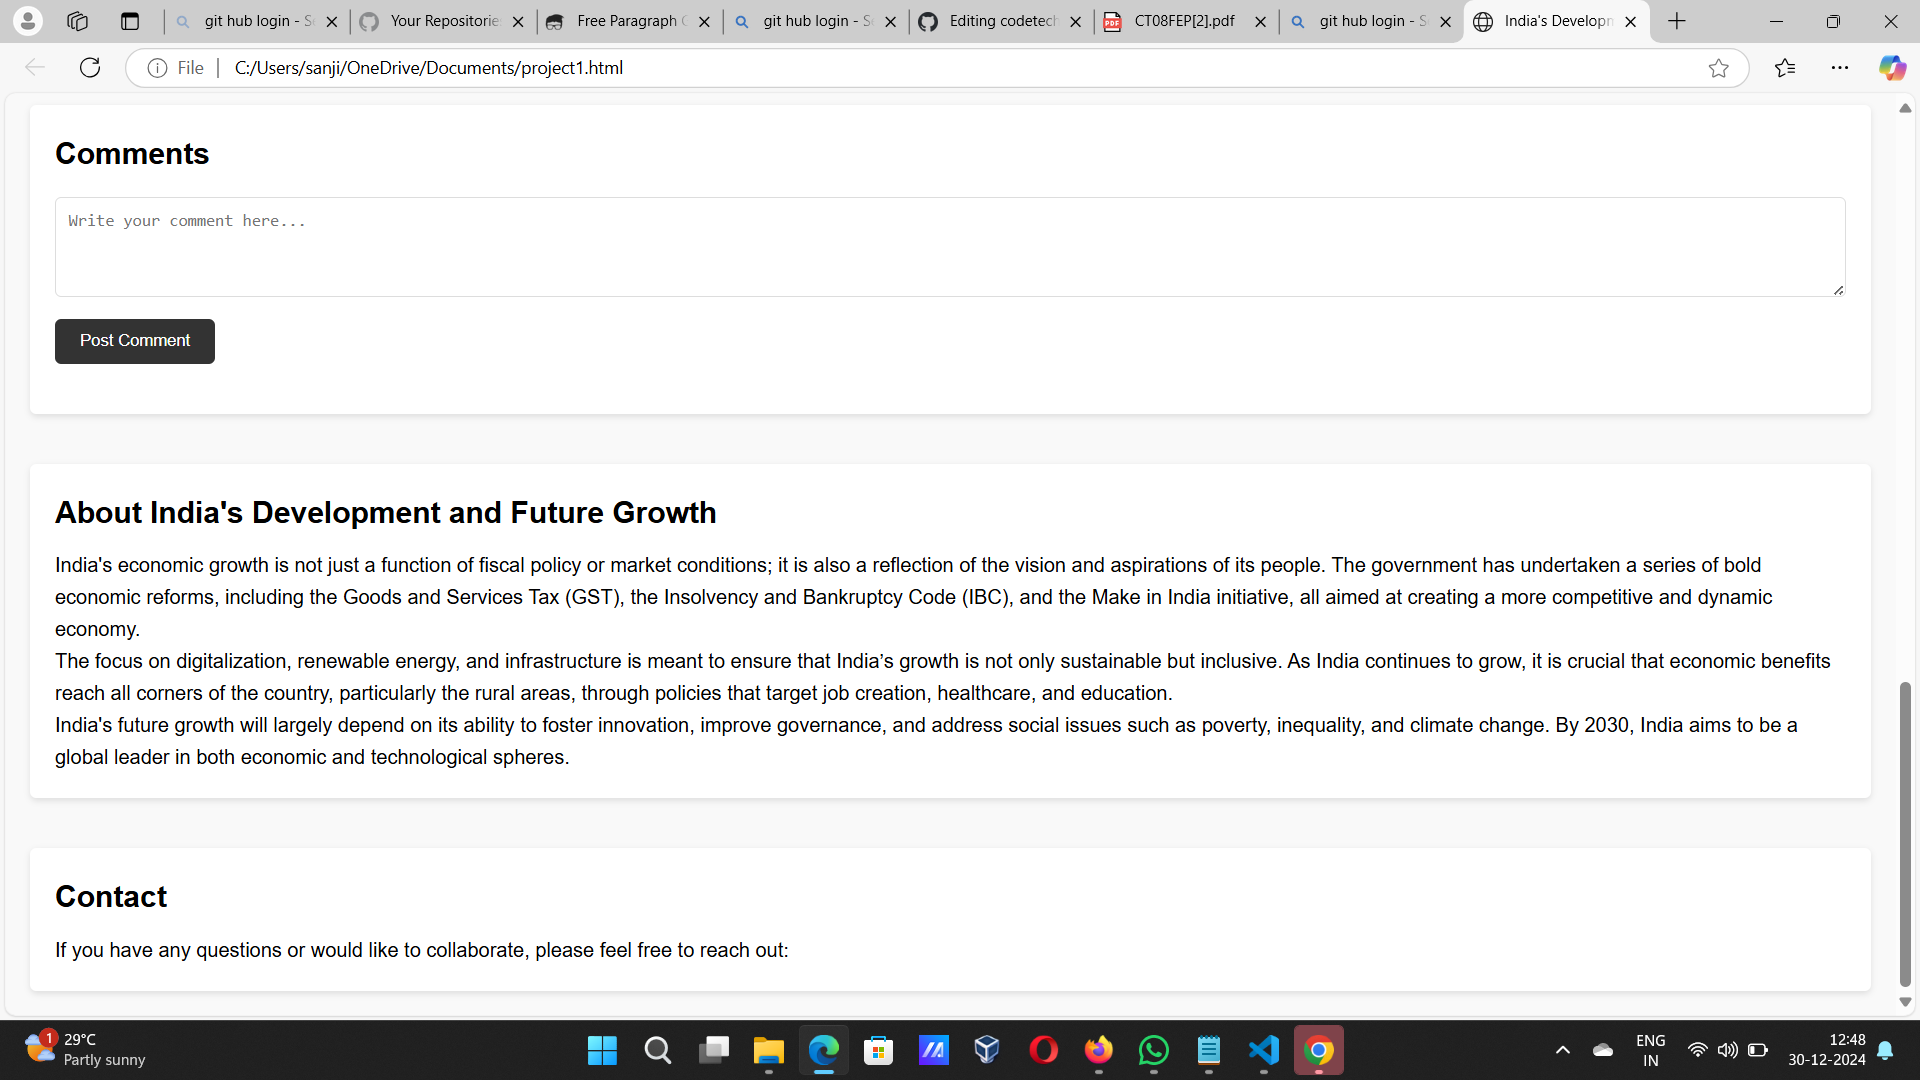 git hub login - S
Your Repositorie
Free Paragraph
git hub login - S
Editing codetech
CT08FEP[2].pdf
git hub login - S
India's Developm
File
C:/Users/sanji/OneDrive/Documents/project1.html
Comments
Write your comment here...
Post Comment
About India's Development and Future Growth
India's economic growth is not just a function of fiscal policy or market conditions; it is also a reflection of the vision and aspirations of its people. The government has undertaken a series of bold
economic reforms, including the Goods and Services Tax (GST), the Insolvency and Bankruptcy Code (IBC), and the Make in India initiative, all aimed at creating a more competitive and dynamic
economy.
The focus on digitalization, renewable energy, and infrastructure is meant to ensure that India’s growth is not only sustainable but inclusive. As India continues to grow, it is crucial that economic benefits
reach all corners of the country, particularly the rural areas, through policies that target job creation, healthcare, and education.
India's future growth will largely depend on its ability to foster innovation, improve governance, and address social issues such as poverty, inequality, and climate change. By 2030, India aims to be a
global leader in both economic and technological spheres.
Contact
If you have any questions or would like to collaborate, please feel free to reach out:
1
29°C
Partly sunny
ENG
IN
12:48
30-12-2024